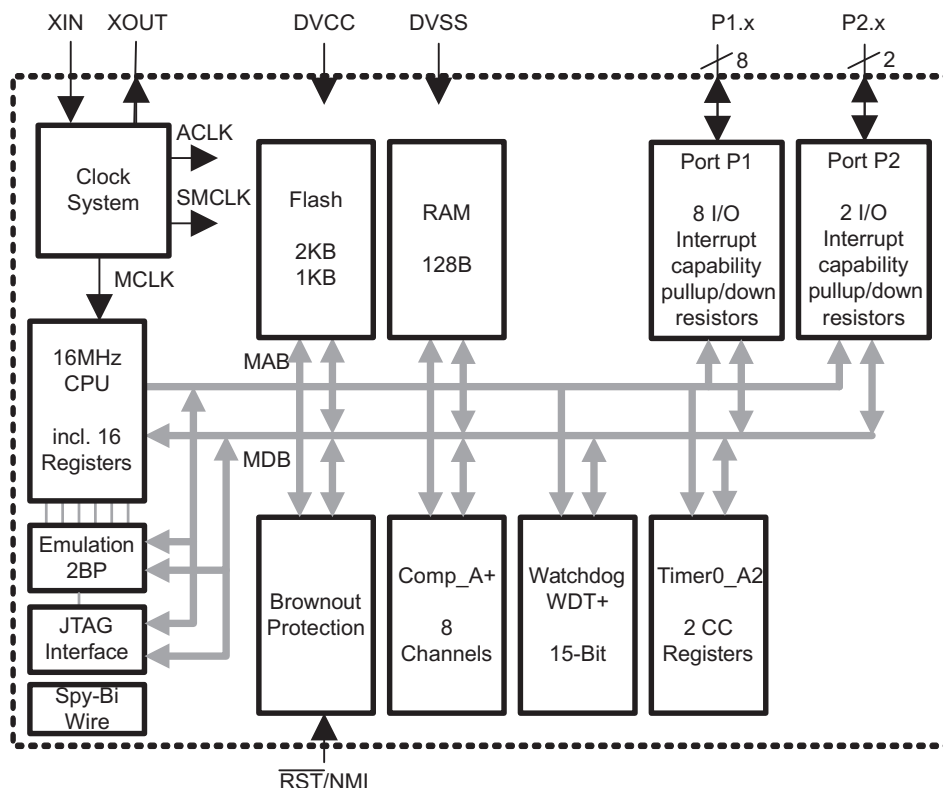 XIN XOUT DVCC DVSS P1.x P2.x
8 2
ACLK
Clock
System
SMCLK
MCLK
Flash
2KB
1KB
RAM
128B
Port P1
8 I/O
Interrupt
capability
pullup/down
resistors
Port P2
2 I/O
Interrupt
capability
pullup/down
resistors
16MHz
CPU
incl. 16
Registers
MAB
MDB
Emulation
2BP
JTAG
Interface
Spy-Bi
Wire
Brownout
Protection
Comp_A+
8
Channels
Watchdog
WDT+
15-Bit
Timer0_A2
2 CC
Registers
R̅S̅T̅/NMI